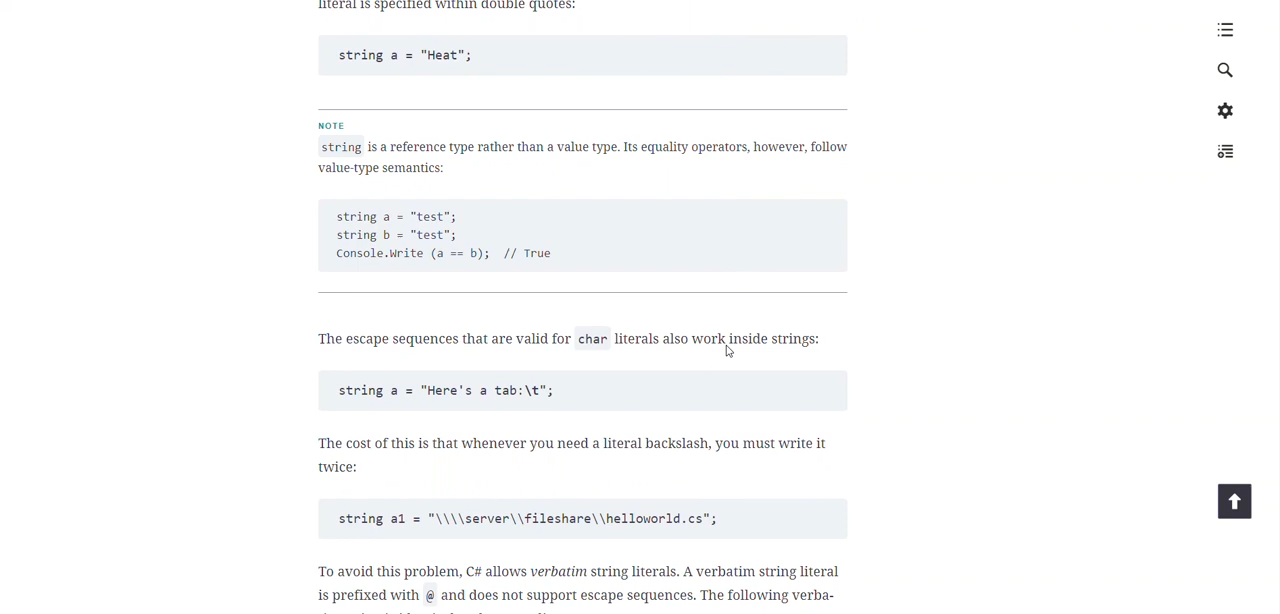 literal is specified within double quotes:
string a = "Heat";
NOTE
string is a reference type rather than a value type. Its equality operators, however, follow
value-type semantics:
string a = "test";
string b = "test";
Console.Write (a == b);  // True
The escape sequences that are valid for char literals also work inside strings:
string a = "Here's a tab:\t";
The cost of this is that whenever you need a literal backslash, you must write it
twice:
string a1 = "\\\\server\\fileshare\\helloworld.cs";
To avoid this problem, C# allows verbatim string literals. A verbatim string literal
is prefixed with @ and does not support escape sequences. The following verba-